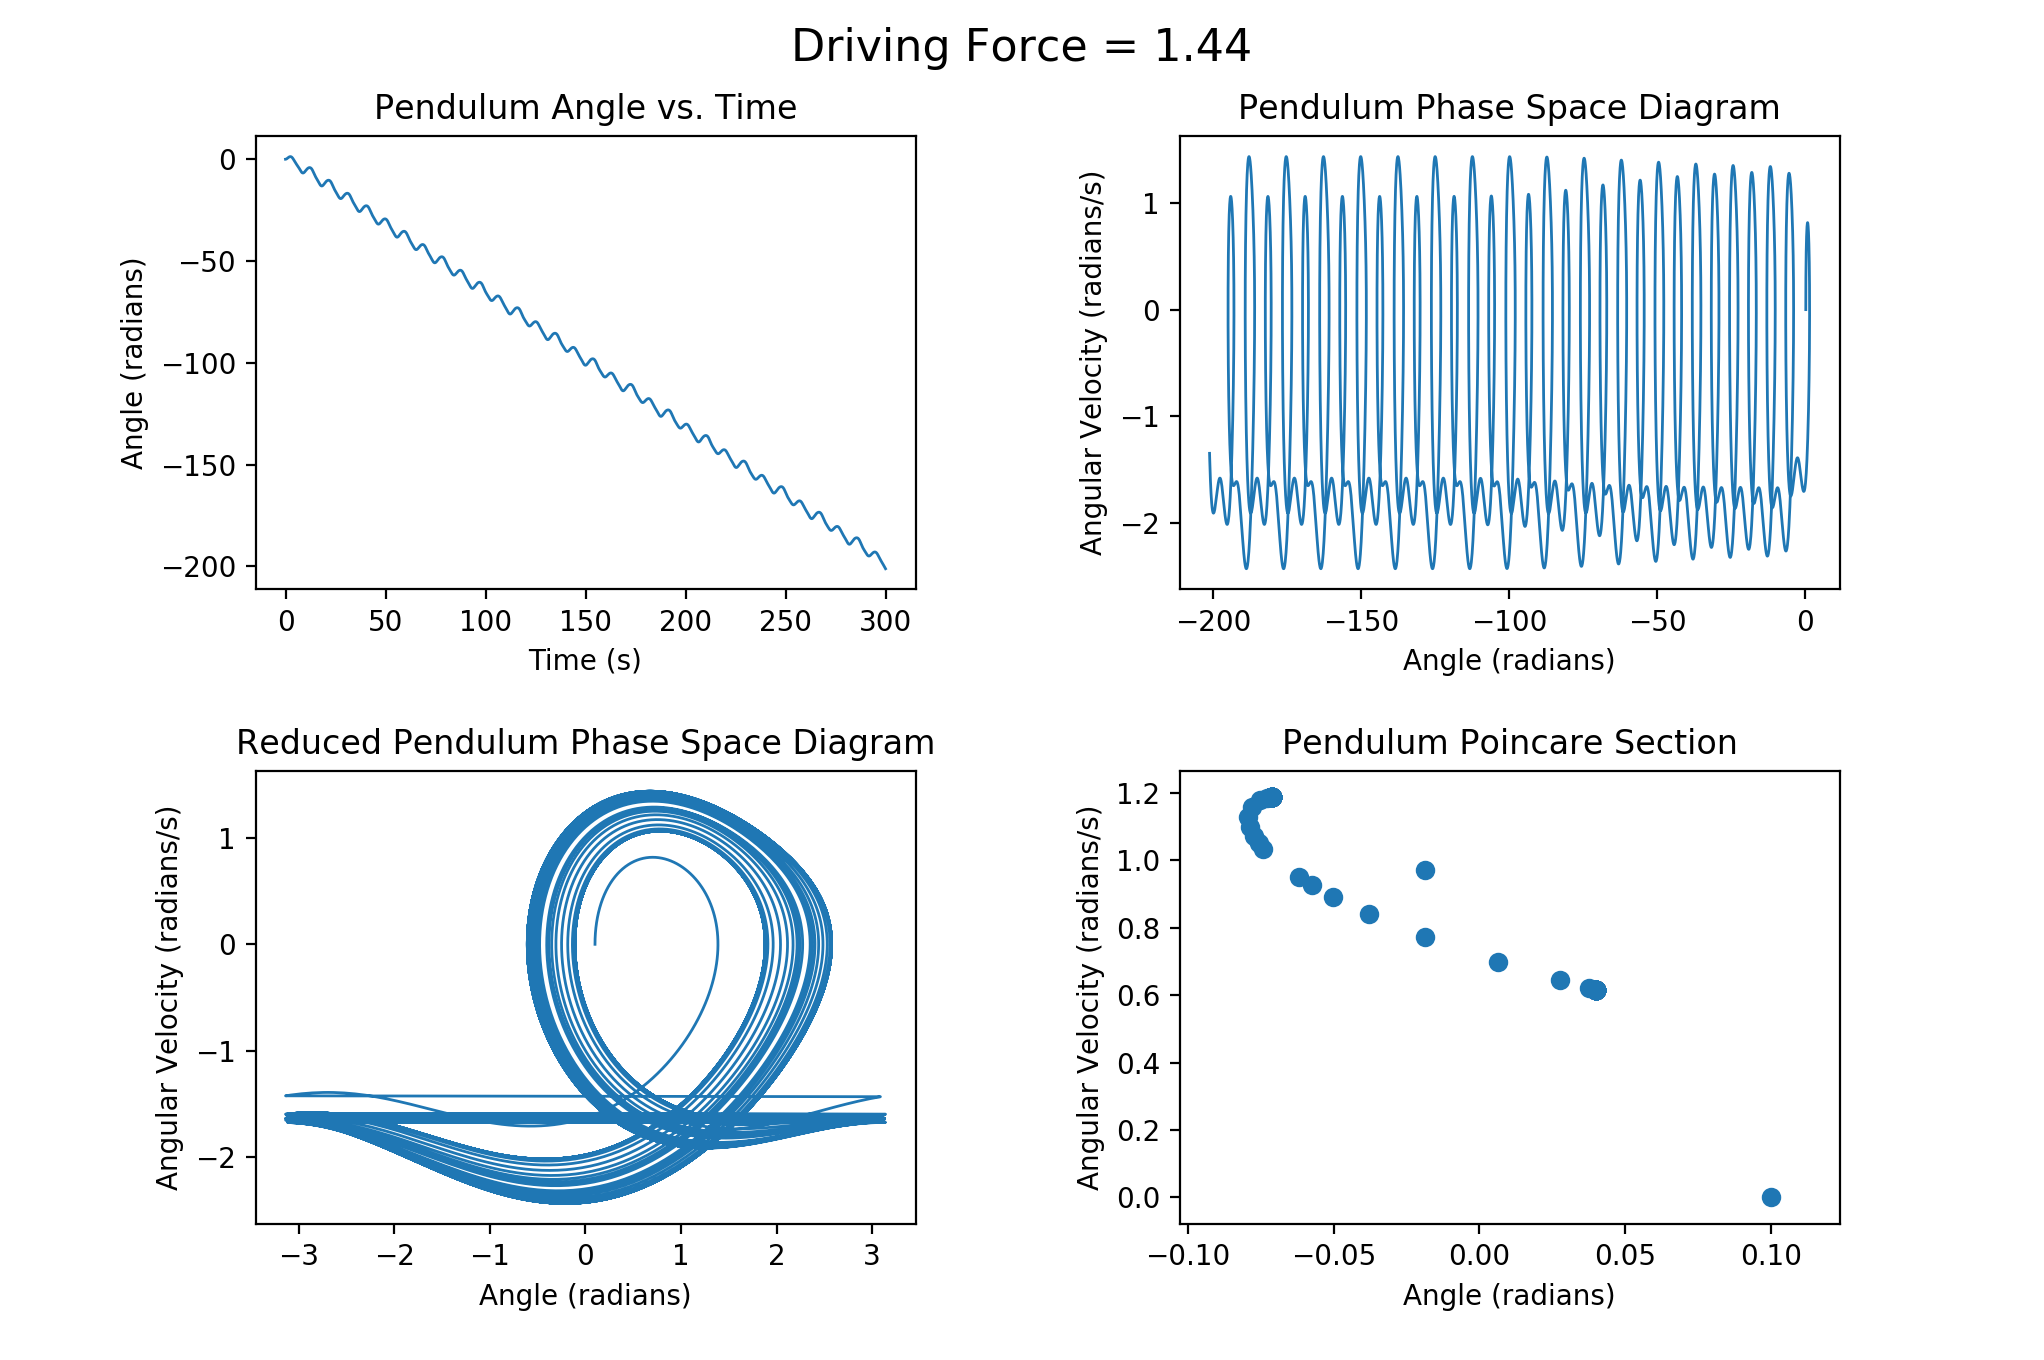 Driving Force = 1.44
Pendulum Angle vs. Time
0
−50
−100
−150
−200
Angle (radians)
0 50 100 150 200 250 300
Time (s)
Pendulum Phase Space Diagram
1
0
−1
−2
Angular Velocity (radians/s)
−200 −150 −100 −50 0
Angle (radians)
Reduced Pendulum Phase Space Diagram
1
0
−1
−2
Angular Velocity (radians/s)
−3 −2 −1 0 1 2 3
Angle (radians)
Pendulum Poincare Section
1.2
1.0
0.8
0.6
0.4
0.2
0.0
Angular Velocity (radians/s)
−0.10 −0.05 0.00 0.05 0.10
Angle (radians)